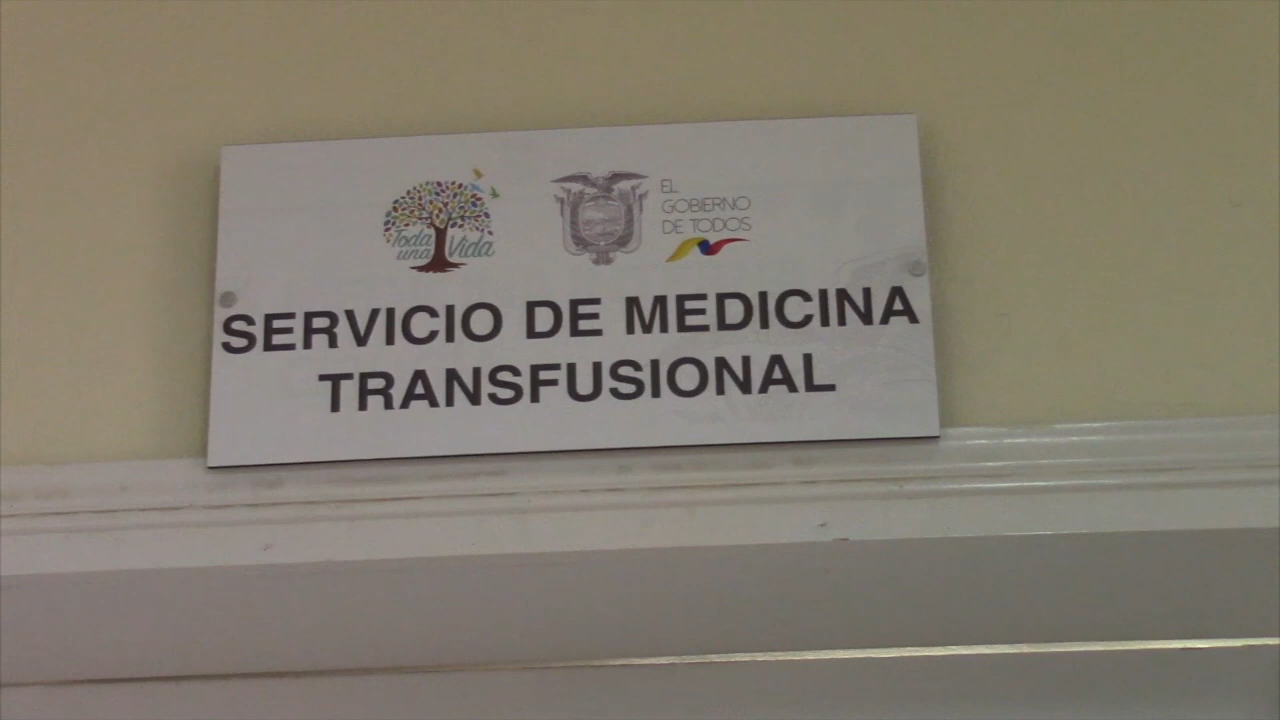 Toda
una Vida
EL
GOBIERNO
DE TODOS
SERVICIO DE MEDICINA
TRANSFUSIONAL